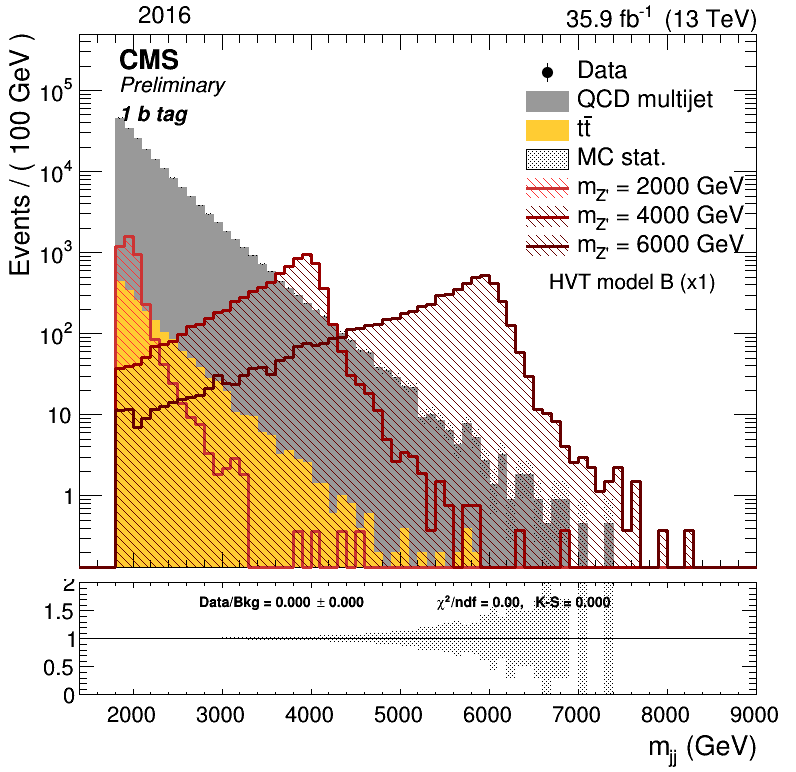 2016
35.9 fb⁻¹ (13 TeV)
Events / ( 100 GeV )
CMS
Preliminary
1 b tag
Data
QCD multijet
tt̄
MC stat.
m_Z' = 2000 GeV
m_Z' = 4000 GeV
m_Z' = 6000 GeV
HVT model B (x1)
10⁵
10⁴
10³
10²
10
1
Data/Bkg = 0.000 ± 0.000
χ²/ndf = 0.00, K-S = 0.000
2
1.5
1
0.5
0
2000 3000 4000 5000 6000 7000 8000 9000
m_jj (GeV)